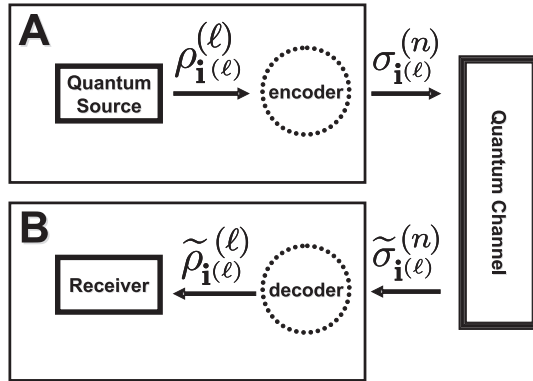 A
Quantum
Source
ρ_{𝐢^{(ℓ)}}^{(ℓ)}
encoder
σ_{𝐢^{(ℓ)}}^{(n)}
Quantum Channel
B
Receiver
ρ̃_{𝐢^{(ℓ)}}^{(ℓ)}
decoder
σ̃_{𝐢^{(ℓ)}}^{(n)}